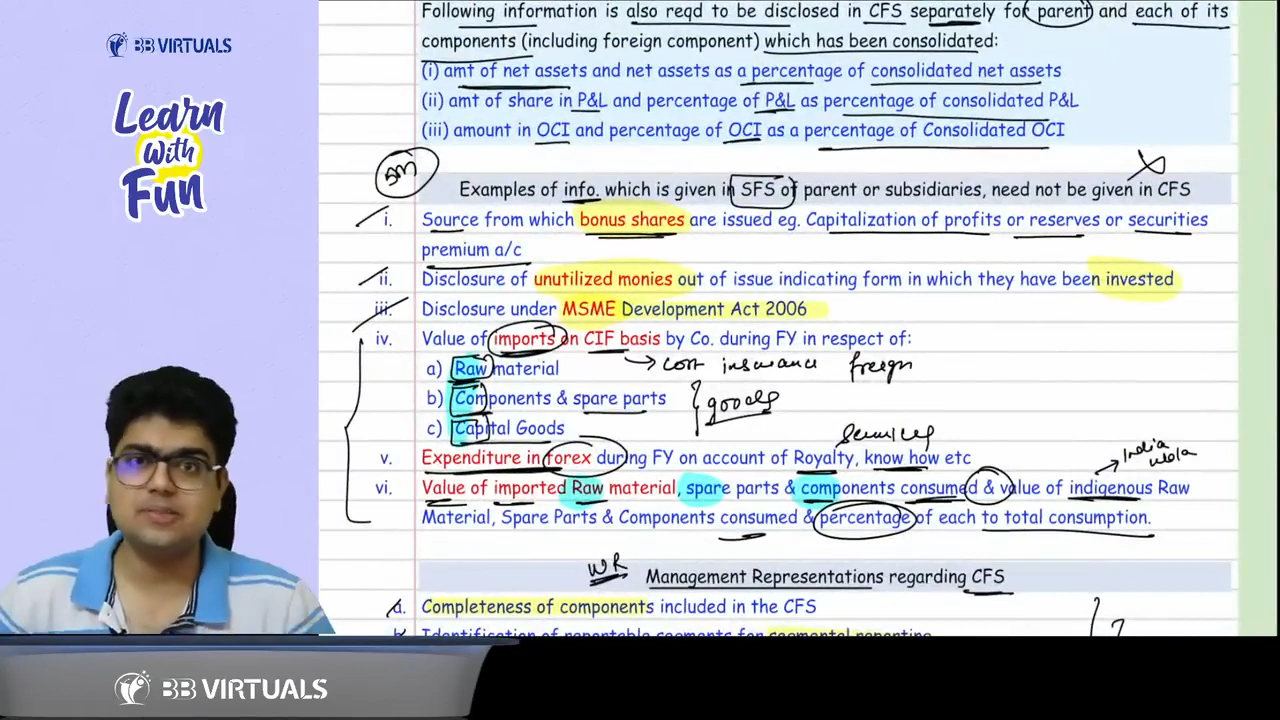 BB VIRTUALS
Learn
With
Fun
Following information is also reqd to be disclosed in CFS separately for parent and each of its
components (including foreign component) which has been consolidated:
(i) amt of net assets and net assets as a percentage of consolidated net assets
(ii) amt of share in P&L and percentage of P&L as percentage of consolidated P&L
(iii) amount in OCI and percentage of OCI as a percentage of Consolidated OCI
SM
Examples of info. which is given in SFS of parent or subsidiaries, need not be given in CFS
i. Source from which bonus shares are issued eg. Capitalization of profits or reserves or securities
premium a/c
ii. Disclosure of unutilized monies out of issue indicating form in which they have been invested
iii. Disclosure under MSME Development Act 2006
iv. Value of imports on CIF basis by Co. during FY in respect of:
a) Raw material
cost insurance freign
b) Components & spare parts
goods
c) Capital Goods
services
v. Expenditure in forex during FY on account of Royalty, know how etc
India
wala
vi. Value of imported Raw material, spare parts & components consumed & value of indigenous Raw
Material, Spare Parts & Components consumed & percentage of each to total consumption.
WR
Management Representations regarding CFS
a. Completeness of components included in the CFS
b. Identification of reportable segments for segmental reporting
BB VIRTUALS